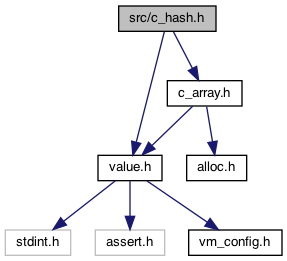 src/c_hash.h
c_array.h
value.h
alloc.h
stdint.h
assert.h
vm_config.h